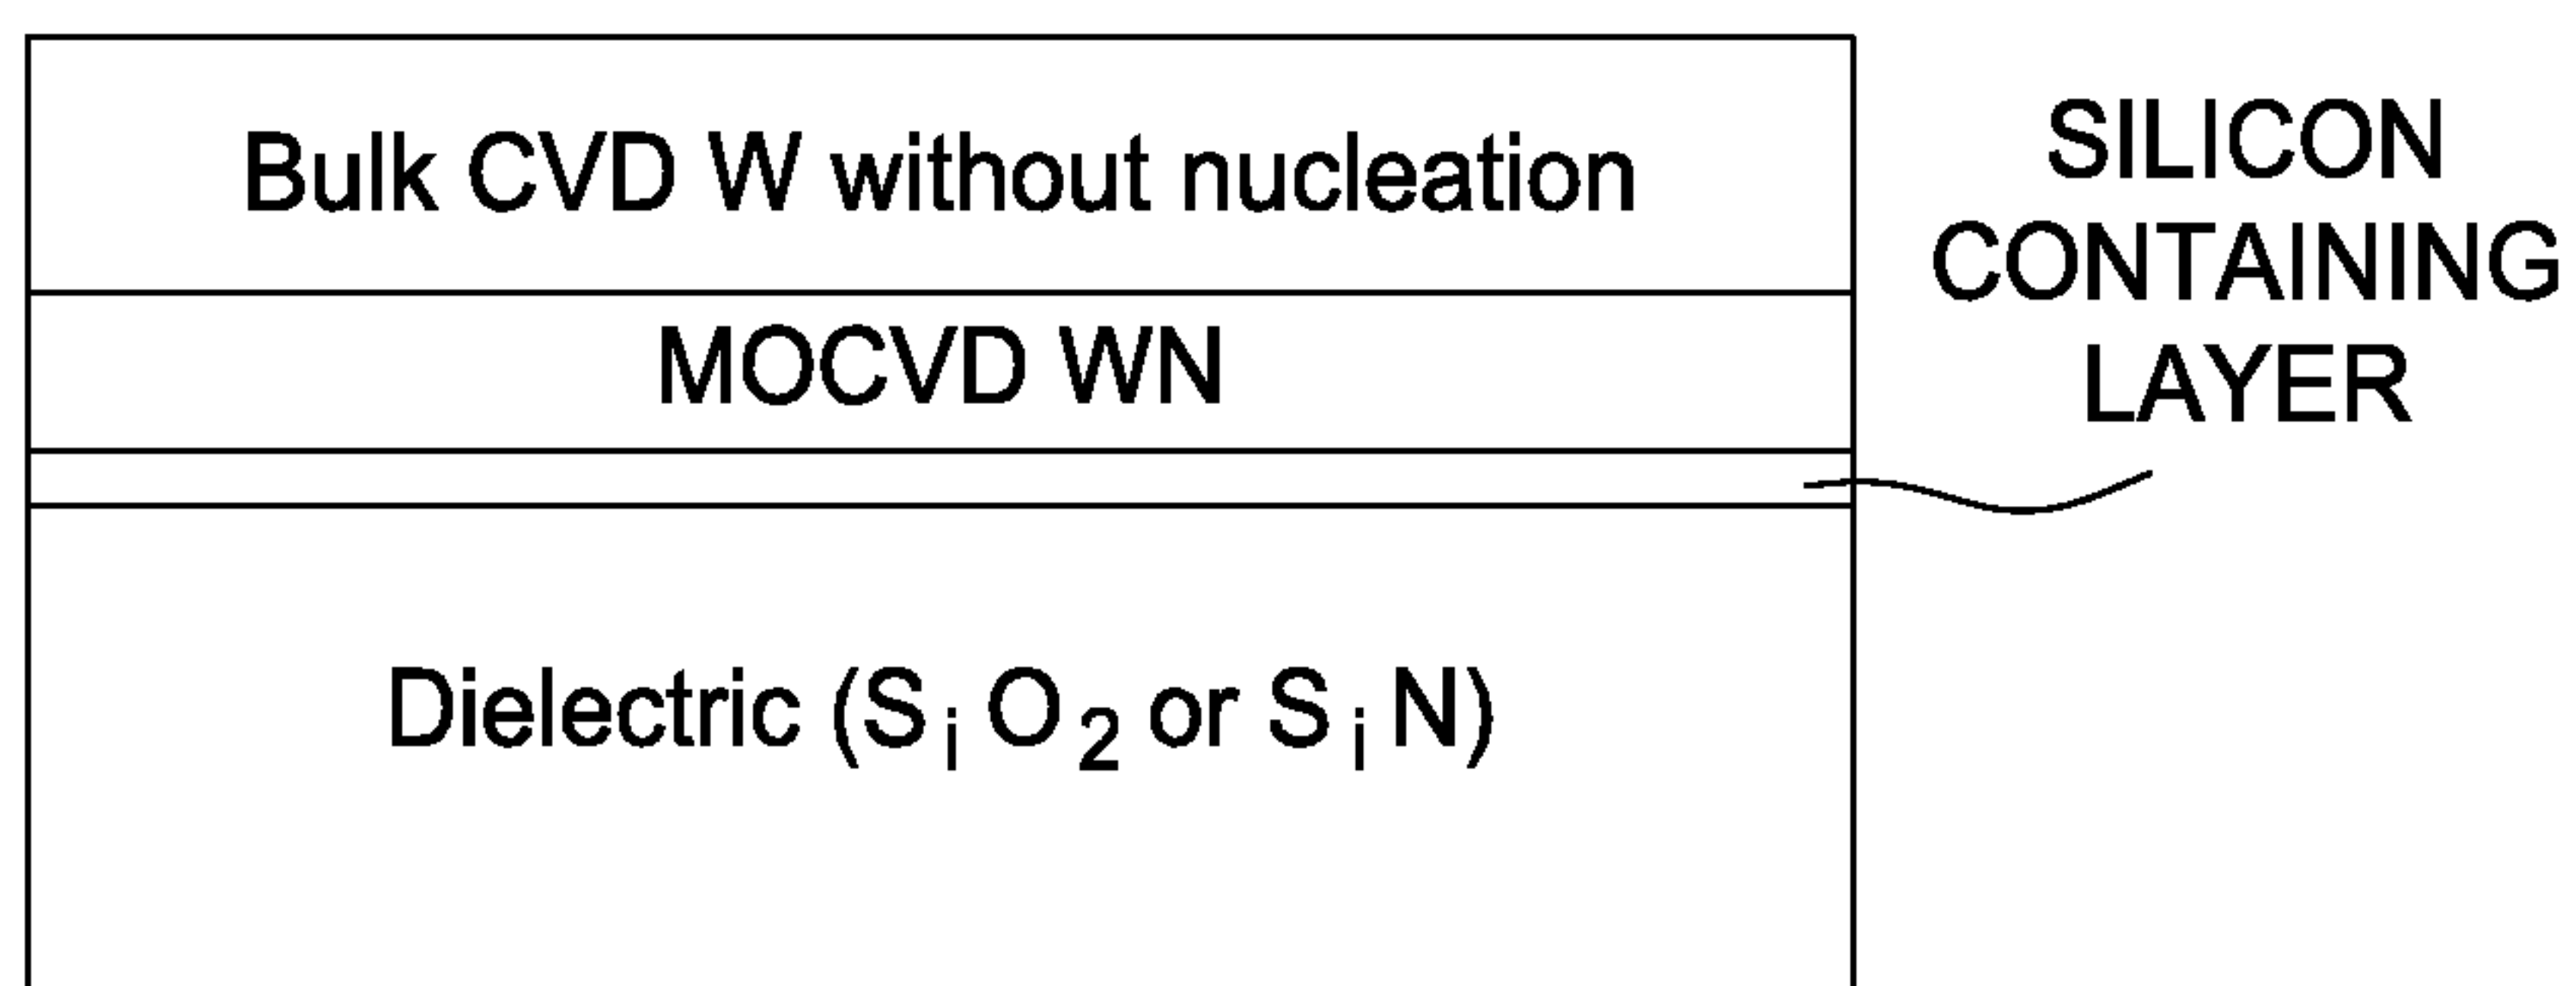 Bulk CVD W without nucleation
SILICON
CONTAINING
LAYER
MOCVD WN
Dielectric (SiO2 or SiN)